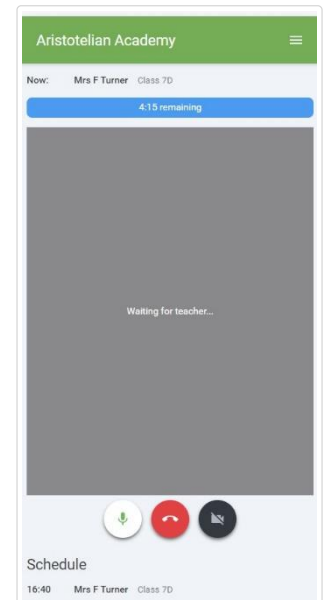 Aristotelian Academy
Now: Mrs F Turner Class 7D
4:15 remaining
Waiting for teacher...
Schedule
16:40 Mrs F Turner Class 7D